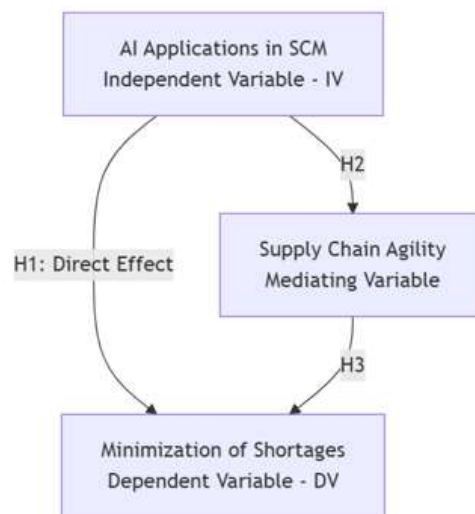 AI Applications in SCM
Independent Variable - IV
H2
Supply Chain Agility
Mediating Variable
H1: Direct Effect
H3
Minimization of Shortages
Dependent Variable - DV